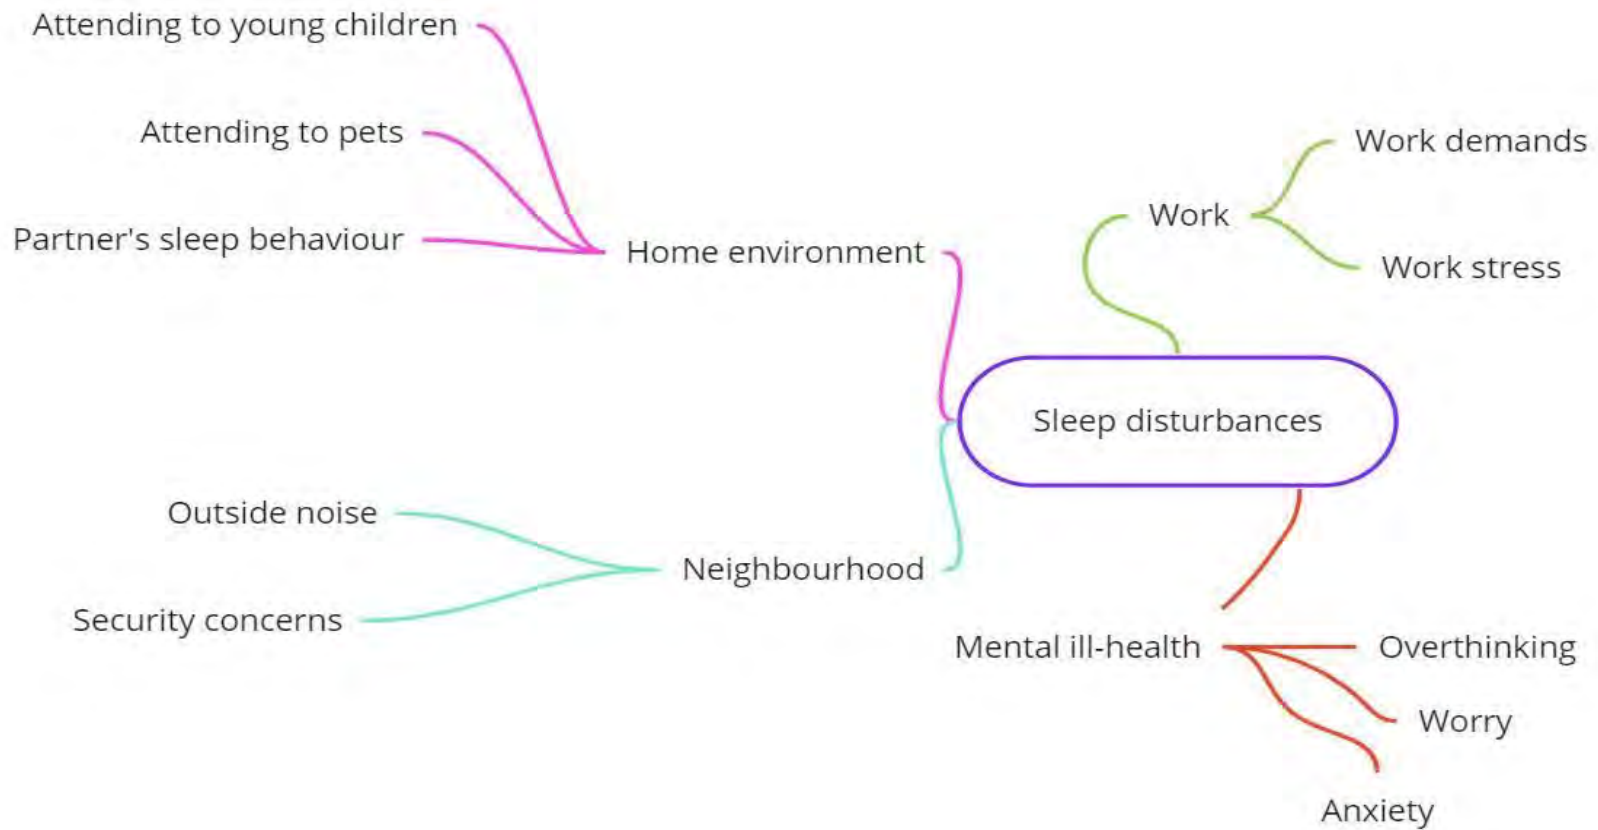 Attending to young children
Attending to pets
Partner's sleep behaviour
Home environment
Outside noise
Security concerns
Neighbourhood
Work
Work demands
Work stress
Sleep disturbances
Mental ill-health
Overthinking
Worry
Anxiety